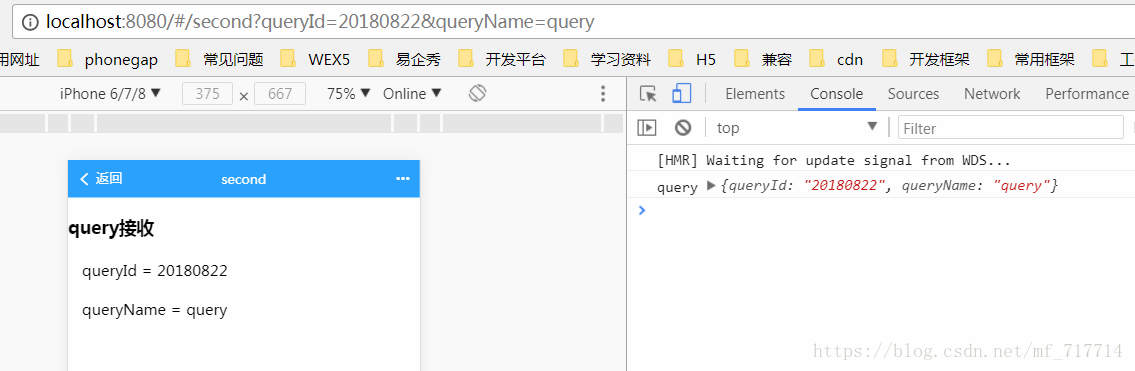 localhost:8080/#/second?queryId=20180822&queryName=query
用网址 phonegap 常见问题 WEX5 易企秀 开发平台 学习资料 H5 兼容 cdn 开发框架 常用框架 工
iPhone 6/7/8 ▼ 375 × 667 75% ▼ Online ▼
Elements Console Sources Network Performance
top ▼ Filter
[HMR] Waiting for update signal from WDS...
query ▶ {queryId: "20180822", queryName: "query"}
返回 second
query接收
queryId = 20180822
queryName = query
https://blog.csdn.net/mf_717714